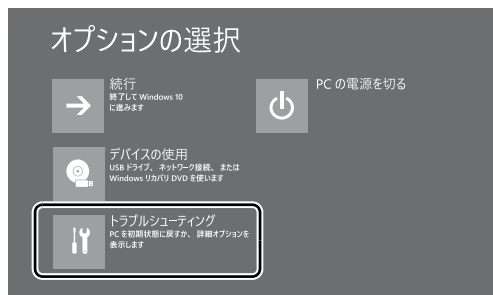 オプションの選択
続行
終了して Windows 10
に進みます
PC の電源を切る
デバイスの使用
USB ドライブ、ネットワーク接続、または
Windows リカバリ DVD を使います
トラブルシューティング
PC を初期状態に戻すか、詳細オプションを
表示します